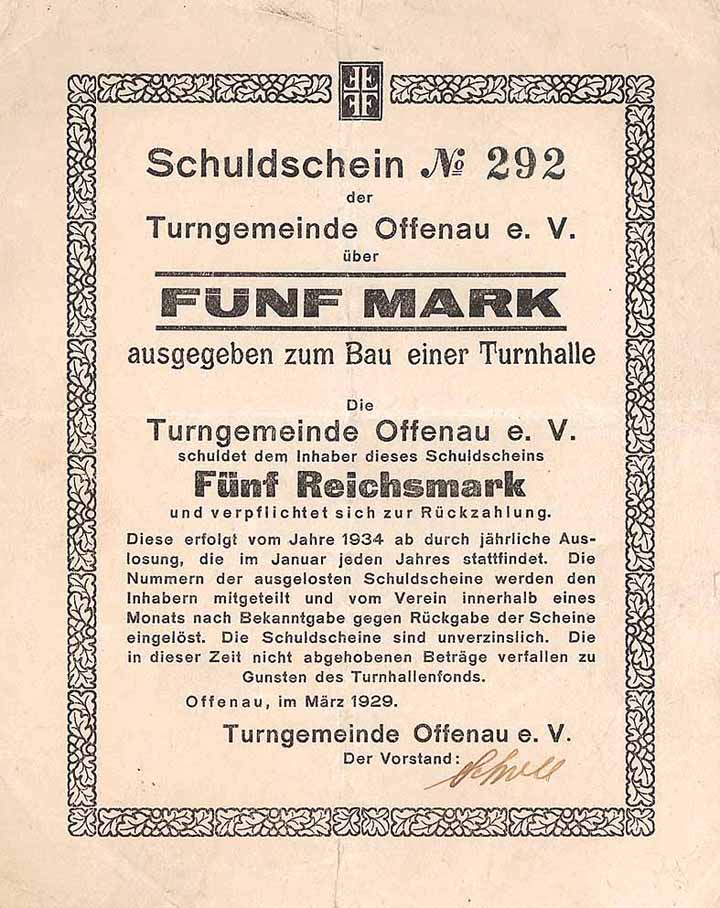 Schuldschein № 292
der
Turngemeinde Offenau e. V.
über
FÜNF MARK
ausgegeben zum Bau einer Turnhalle
Die
Turngemeinde Offenau e. V.
schuldet dem Inhaber dieses Schuldscheins
Fünf Reichsmark
und verpflichtet sich zur Rückzahlung.
Diese erfolgt vom Jahre 1934 ab durch jährliche Aus-
losung, die im Januar jeden Jahres stattfindet. Die
Nummern der ausgelosten Schuldscheine werden den
Inhabern mitgeteilt und vom Verein innerhalb eines
Monats nach Bekanntgabe gegen Rückgabe der Scheine
eingelöst. Die Schuldscheine sind unverzinslich. Die
in dieser Zeit nicht abgehobenen Beträge verfallen zu
Gunsten des Turnhallenfonds.
Offenau, im März 1929.
Turngemeinde Offenau e. V.
Der Vorstand: